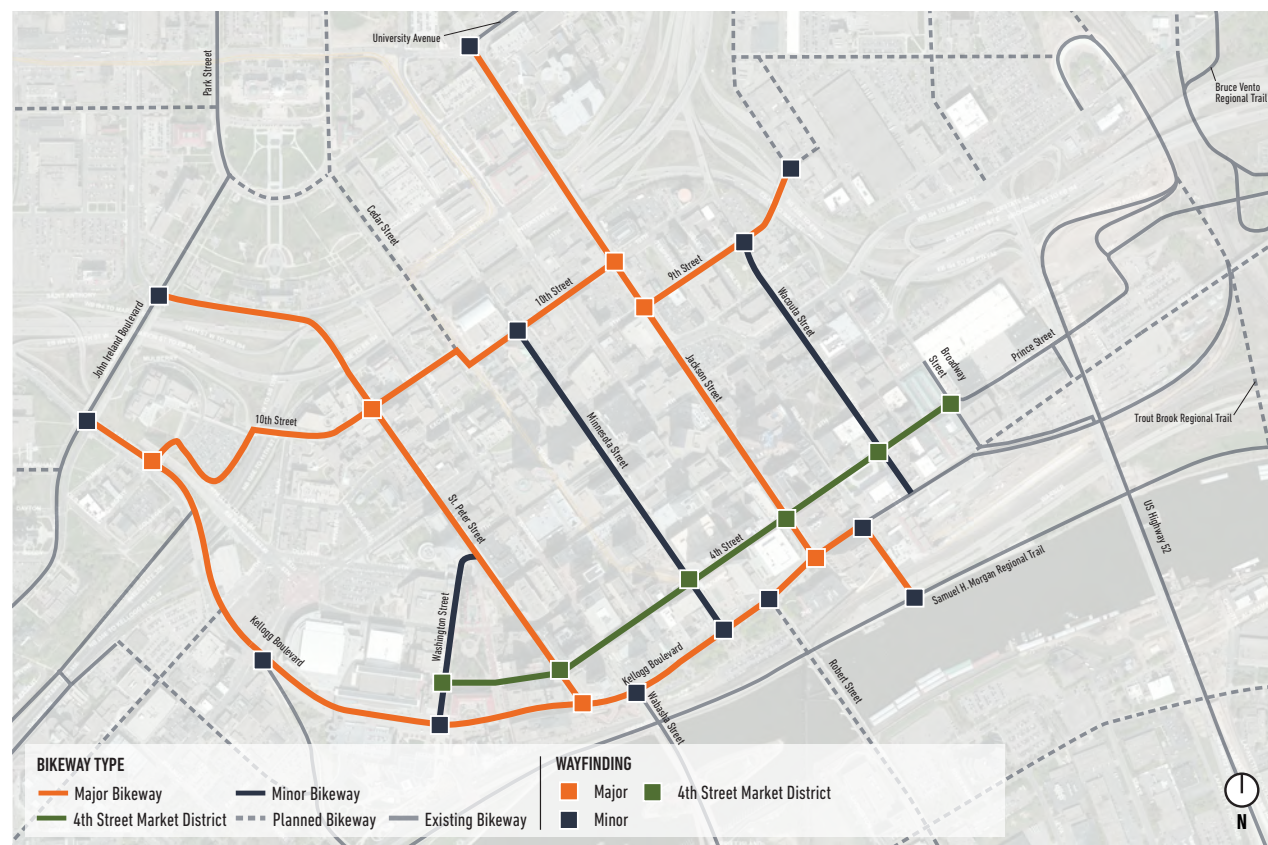 University Avenue
Park Streeet
Bruce Vento
Regional Trail
Cedar Street
9th Street
10th Street
Wacouta Street
John Ireland Boulevard
Jackson Street
Broadway
Street
Prince Street
10th Street
Minnesota Street
Trout Brook Regional Trail
St. Peter Street
4th Street
US Highway 52
Samuel H. Morgan Regional Trail
Washington Street
Kellogg Boulevard
Kellogg Boulevard
Robert Street
Wabasha Street
BIKEWAY TYPE
Major Bikeway
Minor Bikeway
4th Street Market District
Planned Bikeway
Existing Bikeway
WAYFINDING
Major
4th Street Market District
Minor
N